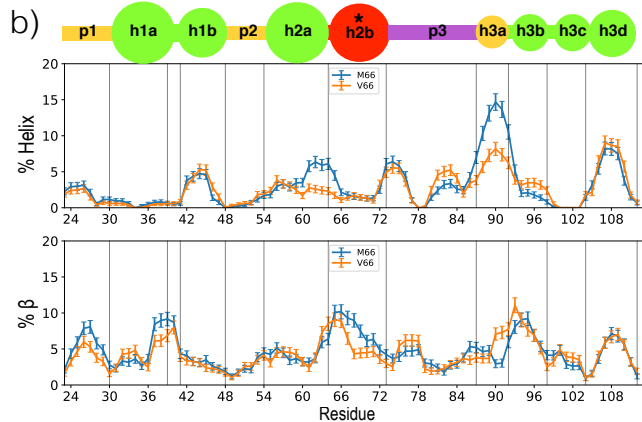 b)
*
p1 h1a h1b p2 h2a h2b p3 h3a h3b h3c h3d
20
15
10
5
0
% Helix
M66
V66
24 30 36 42 48 54 60 66 72 78 84 90 96 102 108
20
15
10
5
0
% β
M66
V66
24 30 36 42 48 54 60 66 72 78 84 90 96 102 108
Residue